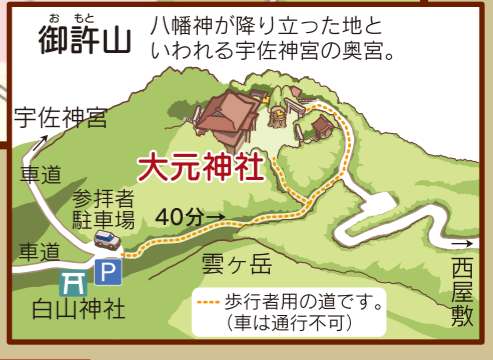 おもと
御許山
八幡神が降り立った地と
いわれる宇佐神宮の奥宮。
宇佐神宮
車道
大元神社
参拝者
駐車場
40分→
車道
P
白山神社
雲ヶ岳
→
西屋敷
歩行者用の道です。
(車は通行不可)